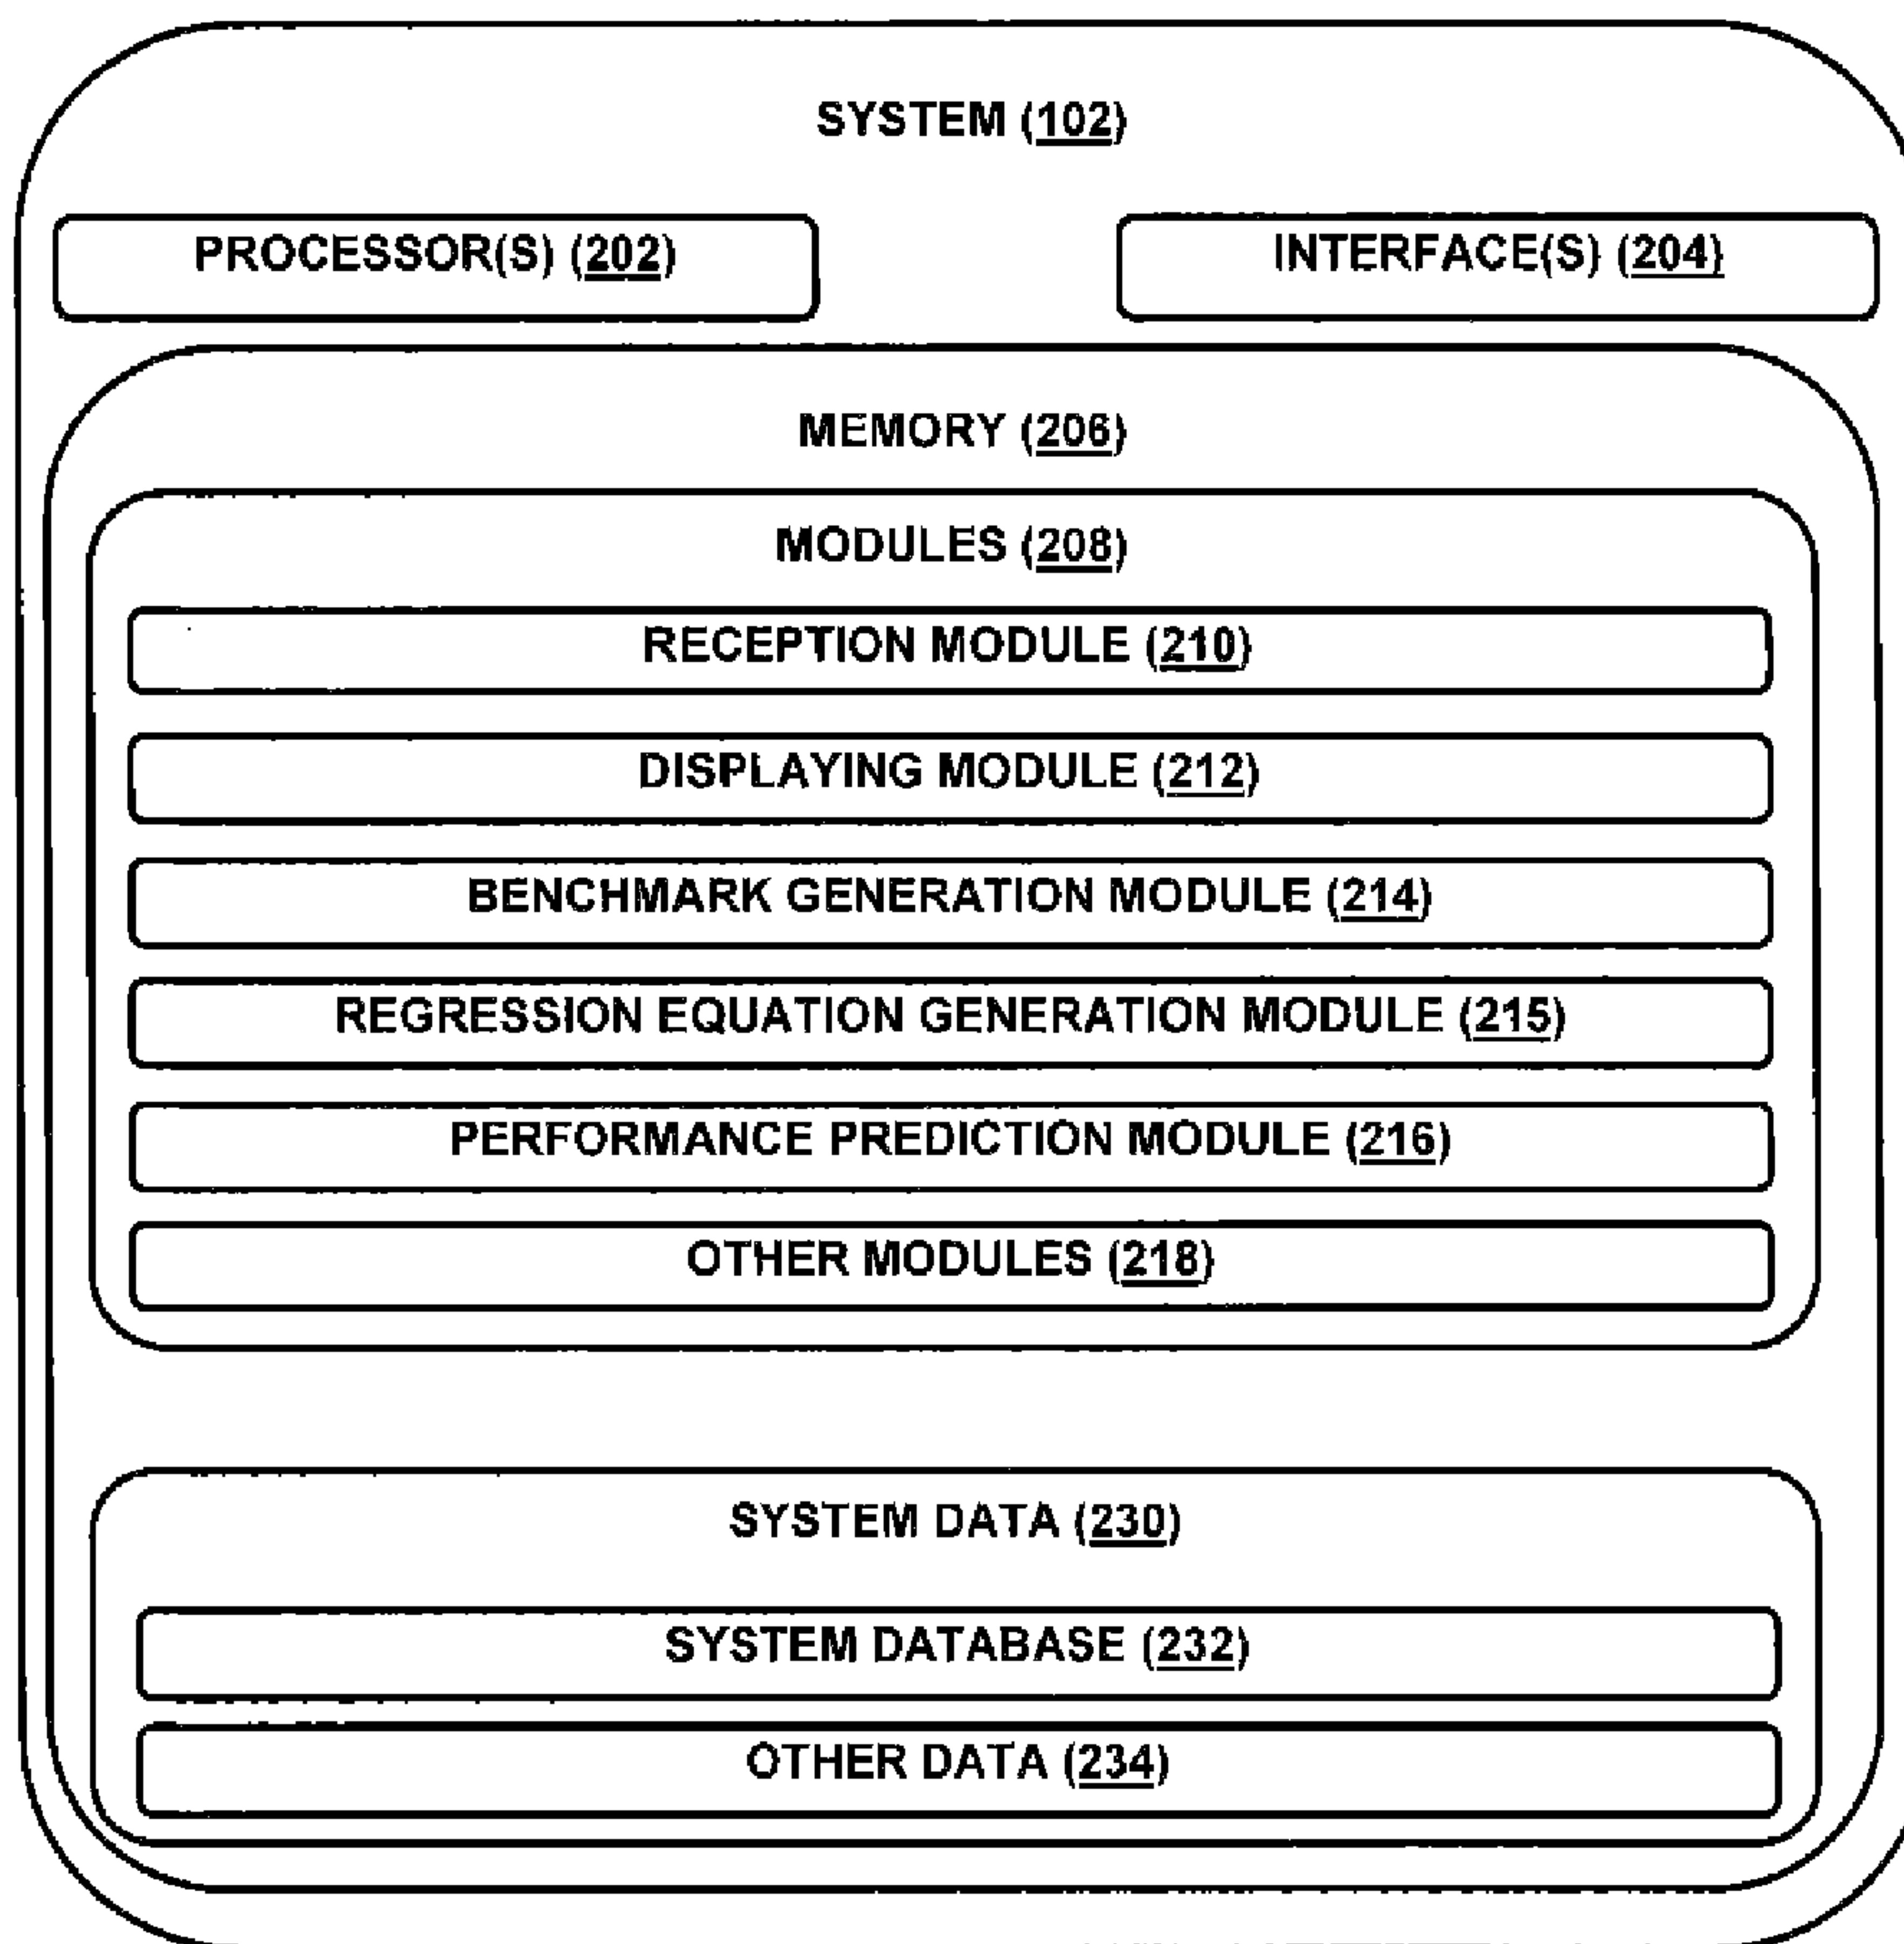 SYSTEM (102)
PROCESSOR(S) (202)
INTERFACE(S) (204)
MEMORY (206)
MODULES (208)
RECEPTION MODULE (210)
DISPLAYING MODULE (212)
BENCHMARK GENERATION MODULE (214)
REGRESSION EQUATION GENERATION MODULE (215)
PERFORMANCE PREDICTION MODULE (216)
OTHER MODULES (218)
SYSTEM DATA (230)
SYSTEM DATABASE (232)
OTHER DATA (234)